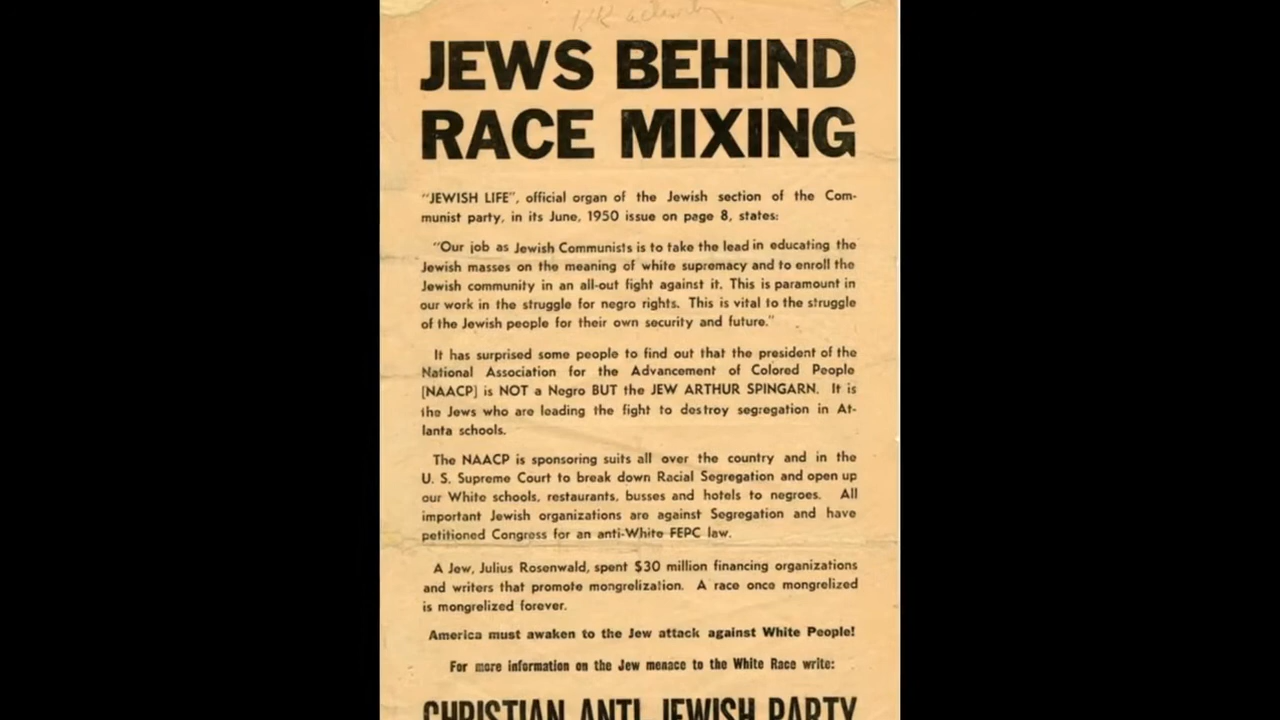 JEWS BEHIND
RACE MIXING
"JEWISH LIFE", official organ of the Jewish section of the Com-
munist party, in its June, 1950 issue on page 8, states:
"Our job as Jewish Communists is to take the lead in educating the
Jewish masses on the meaning of white supremacy and to enroll the
Jewish community in an all-out fight against it. This is paramount in
our work in the struggle for negro rights. This is vital to the struggle
of the Jewish people for their own security and future."
It has surprised some people to find out that the president of the
National Association for the Advancement of Colored People
[NAACP] is NOT a Negro BUT the JEW ARTHUR SPINGARN. It is
the Jews who are leading the fight to destroy segregation in At-
lanta schools.
The NAACP is sponsoring suits all over the country and in the
U. S. Supreme Court to break down Racial Segregation and open up
our White schools, restaurants, busses and hotels to negroes. All
important Jewish organizations are against Segregation and have
petitioned Congress for an anti-White FEPC law.
A Jew, Julius Rosenwald, spent $30 million financing organizations
and writers that promote mongrelization. A race once mongrelized
is mongrelized forever.
America must awaken to the Jew attack against White People!
For more information on the Jew menace to the White Race write:
CHRISTIAN ANTI JEWISH PARTY